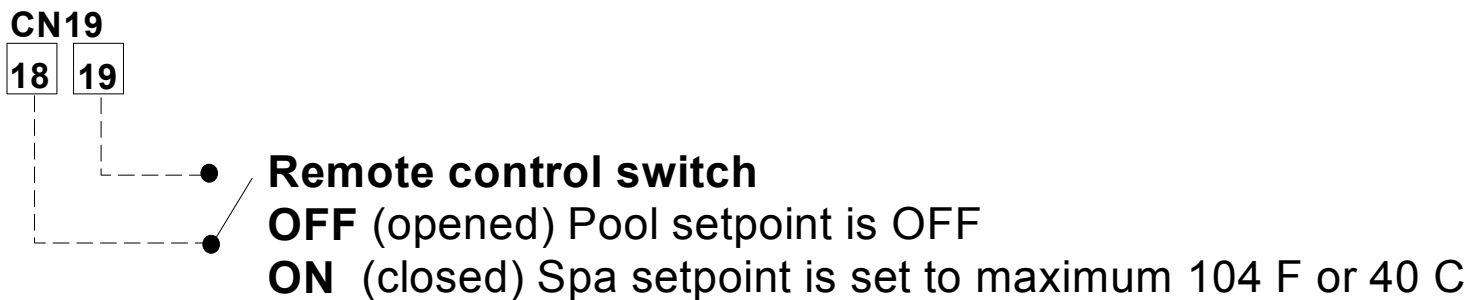 CN19
18 19
Remote control switch
OFF (opened) Pool setpoint is OFF
ON (closed) Spa setpoint is set to maximum 104 F or 40 C